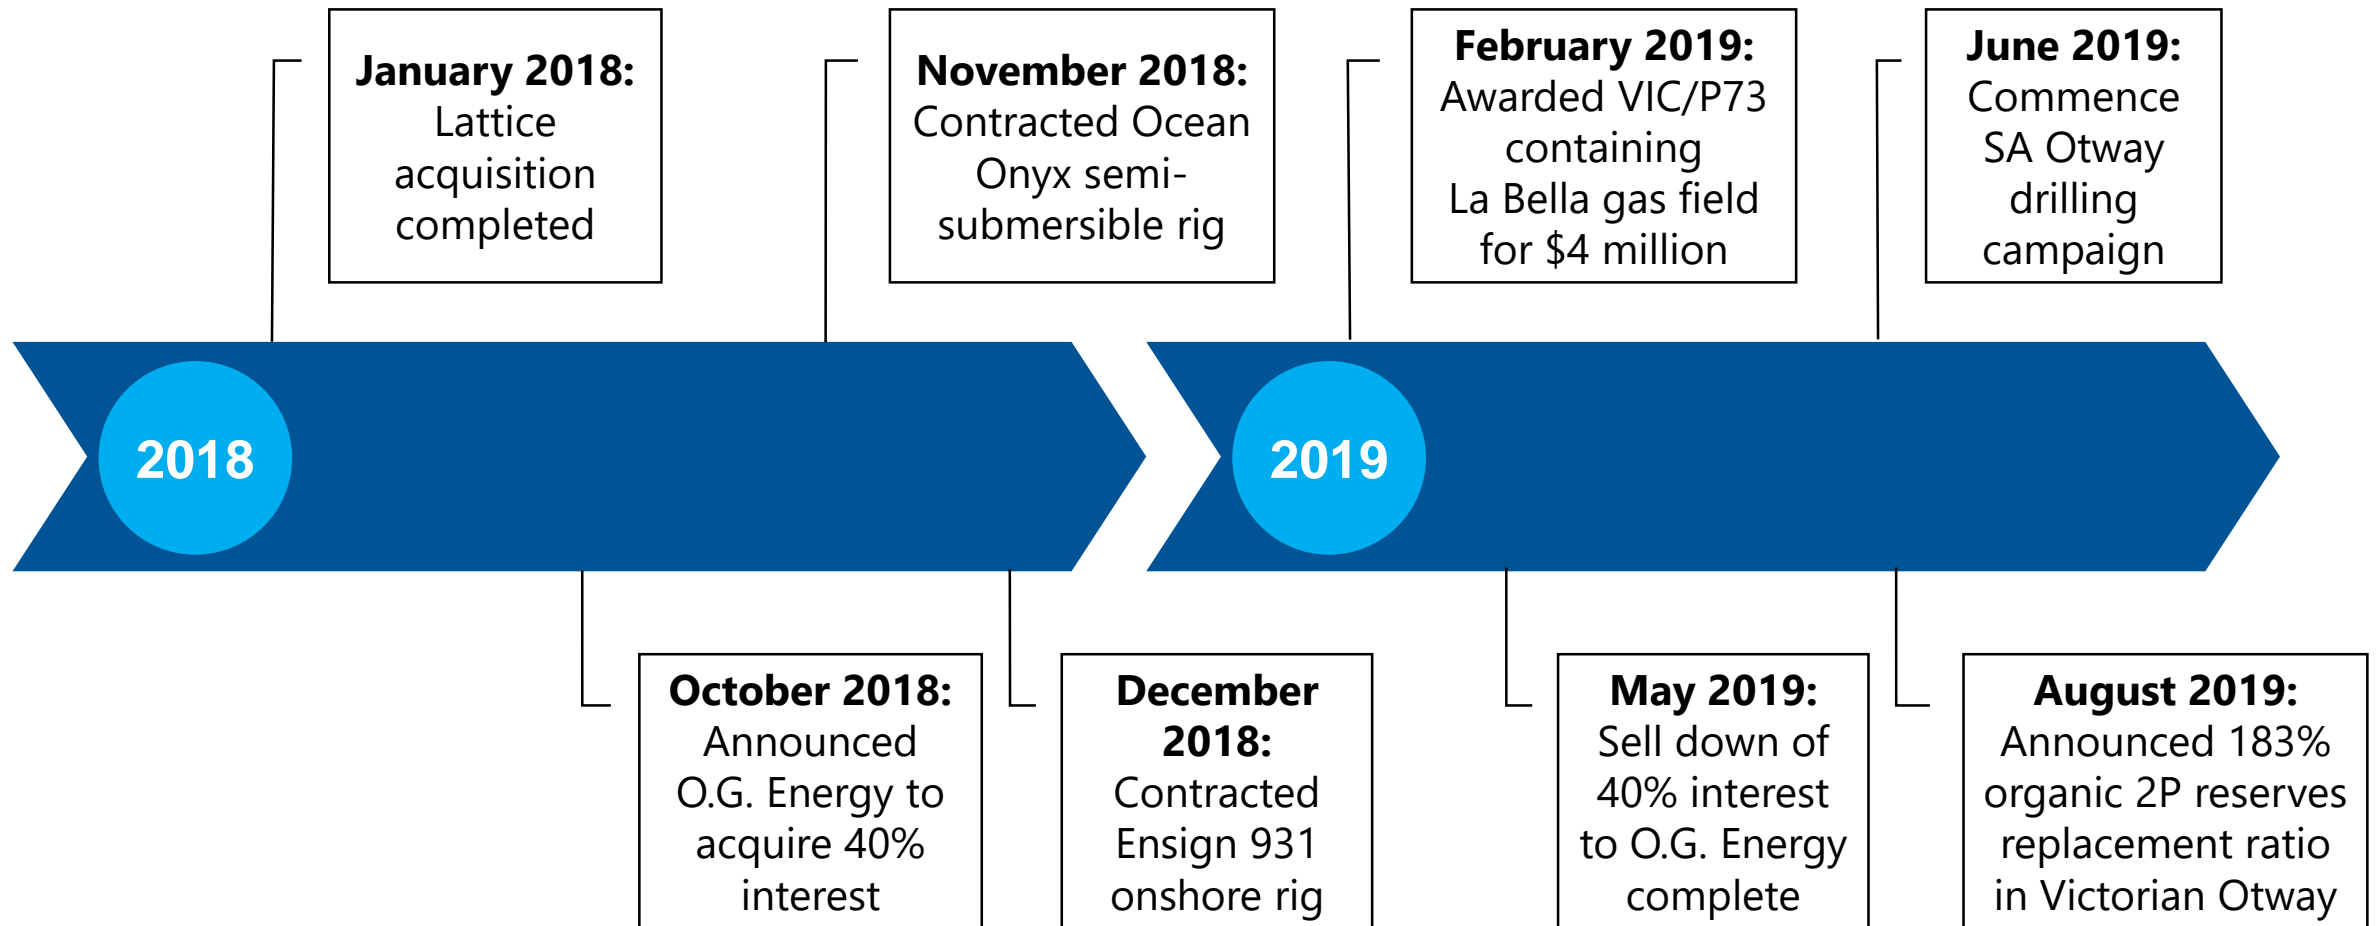 January 2018:
Lattice
acquisition
completed
November 2018:
Contracted Ocean
Onyx semi-
submersible rig
February 2019:
Awarded VIC/P73
containing
La Bella gas field
for $4 million
June 2019:
Commence
SA Otway
drilling
campaign
2018
2019
October 2018:
Announced
O.G. Energy to
acquire 40%
interest
December
2018:
Contracted
Ensign 931
onshore rig
May 2019:
Sell down of
40% interest
to O.G. Energy
complete
August 2019:
Announced 183%
organic 2P reserves
replacement ratio
in Victorian Otway